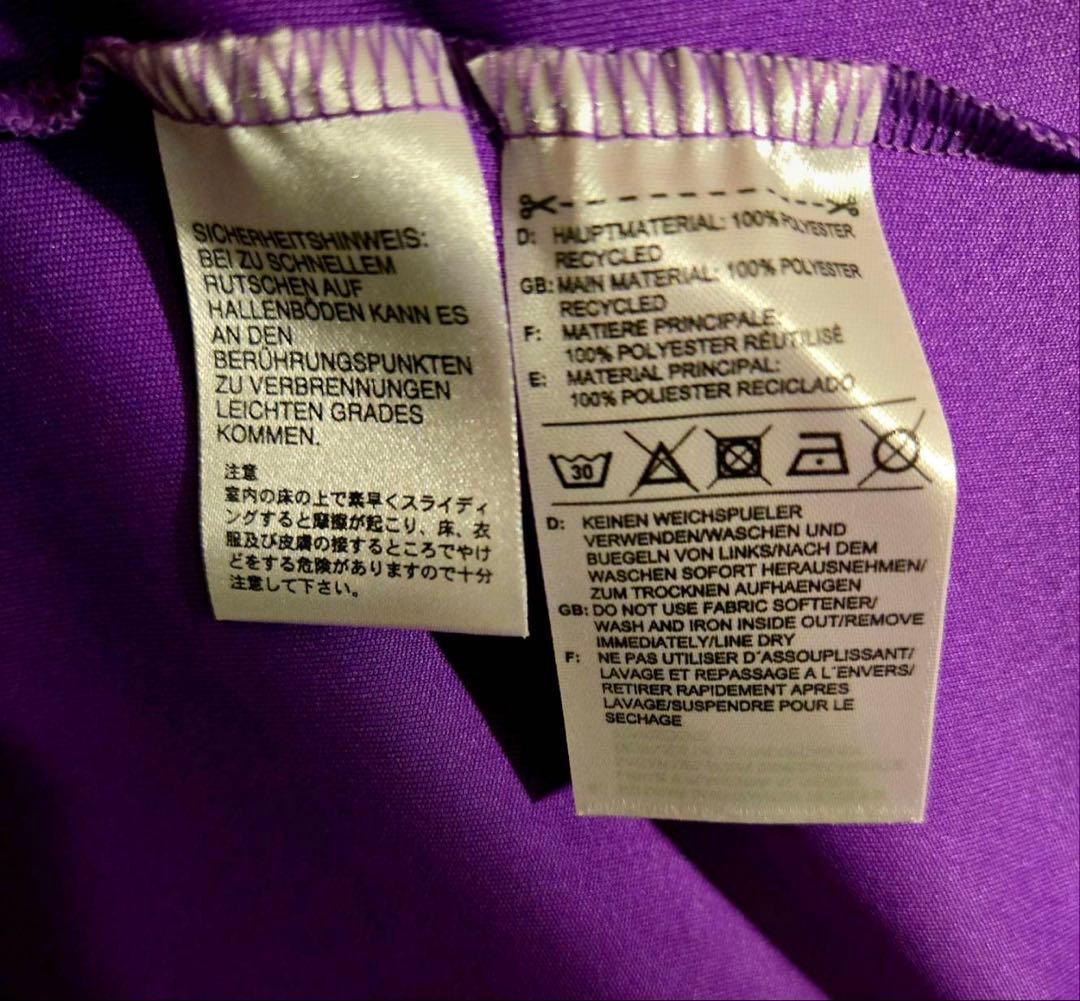 SICHERHEITSHINWEIS:
BEI ZU SCHNELLEM
RUTSCHEN AUF
HALLENBÖDEN KANN ES
AN DEN
BERÜHRUNGSPUNKTEN
ZU VERBRENNUNGEN
LEICHTEN GRADES
KOMMEN.
注意
室内の床の上で素早くスライディ
ングすると摩擦が起こり、床、衣
服及び皮膚の接するところでやけ
どをする危険がありますので十分
注意して下さい。
D: HAUPTMATERIAL: 100% POLYESTER
RECYCLED
GB: MAIN MATERIAL: 100% POLYESTER
RECYCLED
F: MATIERE PRINCIPALE:
100% POLYESTER RÉUTILISÉ
E: MATERIAL PRINCIPAL:
100% POLIESTER RECICLADO
30
D: KEINEN WEICHSPUELER
VERWENDEN/WASCHEN UND
BUEGELN VON LINKS/NACH DEM
WASCHEN SOFORT HERAUSNEHMEN/
ZUM TROCKNEN AUFHAENGEN
GB: DO NOT USE FABRIC SOFTENER/
WASH AND IRON INSIDE OUT/REMOVE
IMMEDIATELY/LINE DRY
F: NE PAS UTILISER D´ASSOUPLISSANT/
LAVAGE ET REPASSAGE A L´ENVERS/
RETIRER RAPIDEMENT APRES
LAVAGE/SUSPENDRE POUR LE
SECHAGE